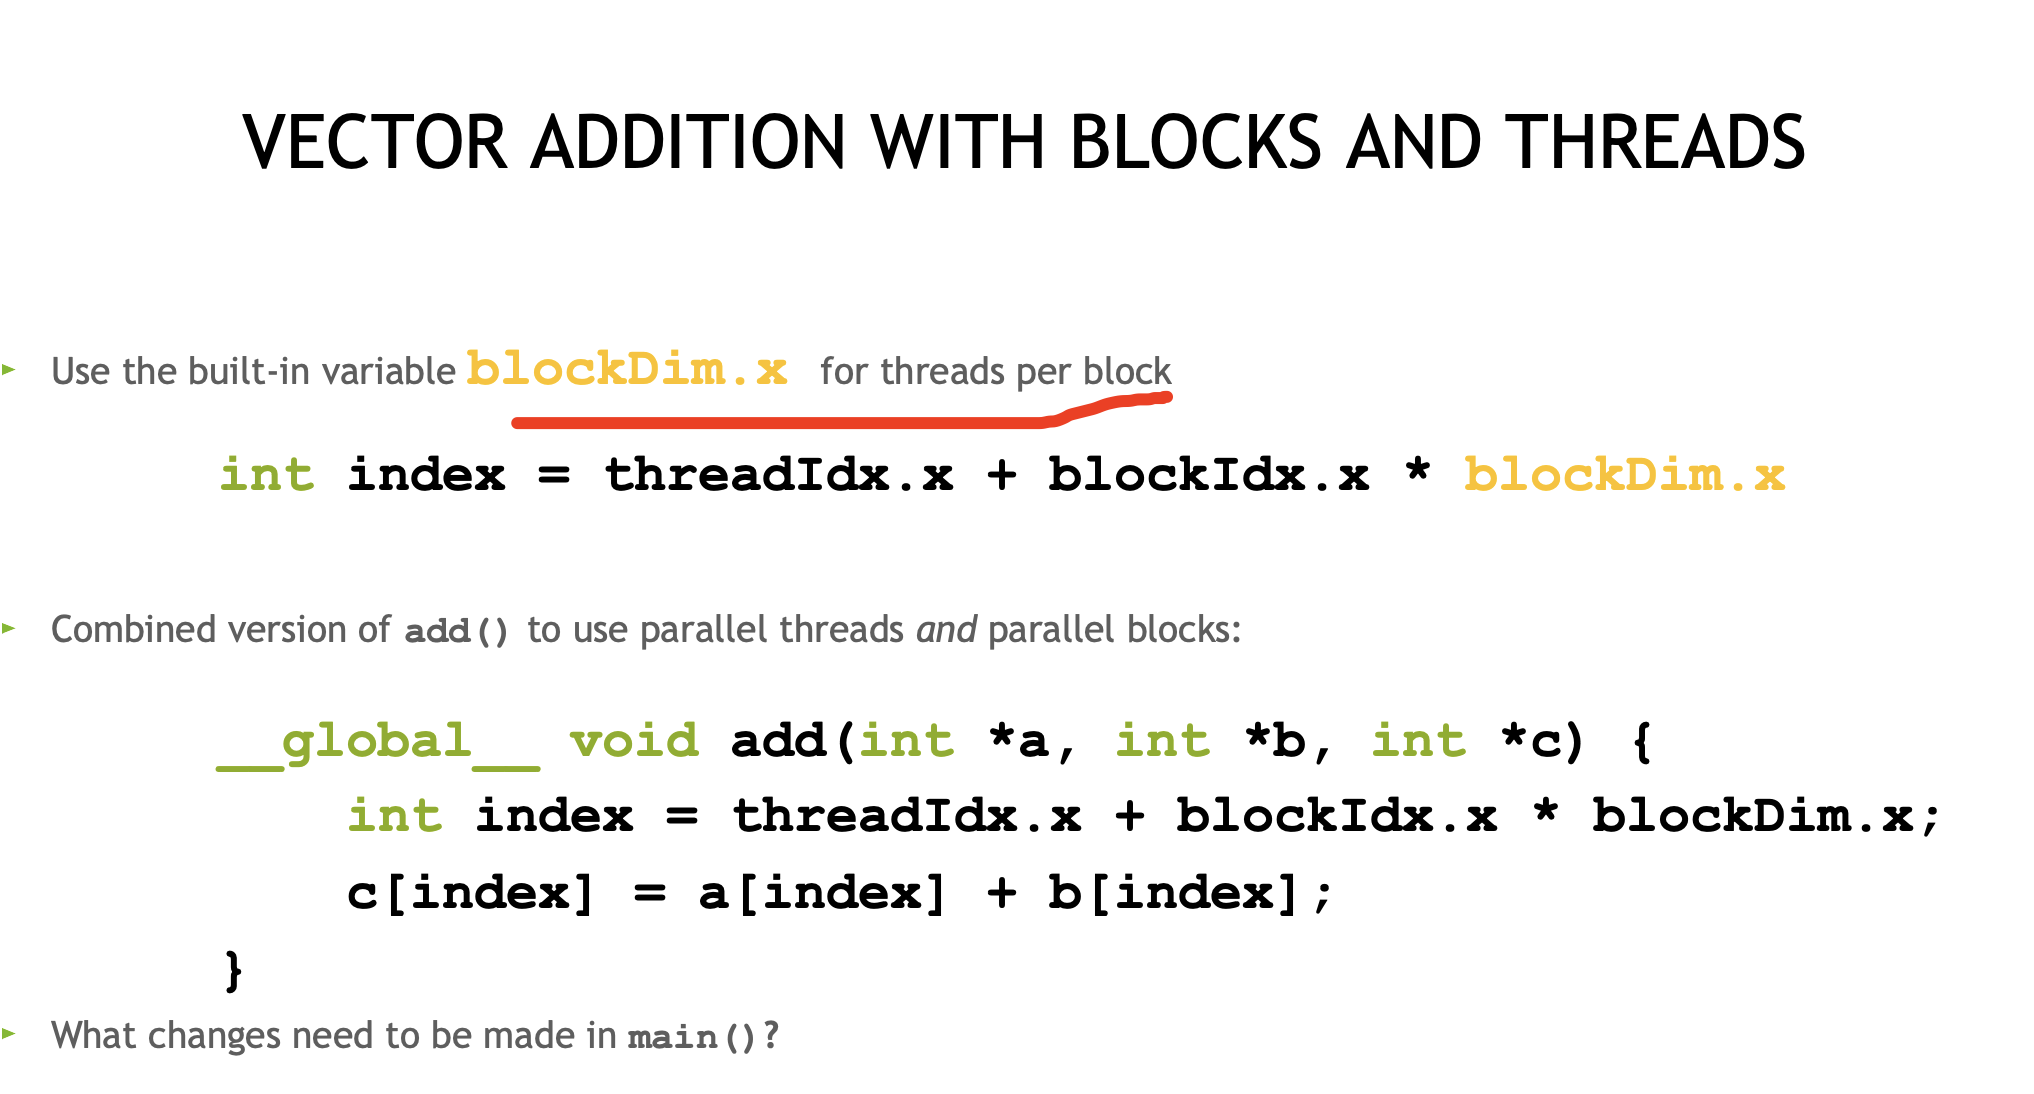 VECTOR ADDITION WITH BLOCKS AND THREADS
Use the built-in variable blockDim.x for threads per block
int index = threadIdx.x + blockIdx.x * blockDim.x
Combined version of add() to use parallel threads and parallel blocks:
__global__ void add(int *a, int *b, int *c) {
int index = threadIdx.x + blockIdx.x * blockDim.x;
c[index] = a[index] + b[index];
}
What changes need to be made in main()?